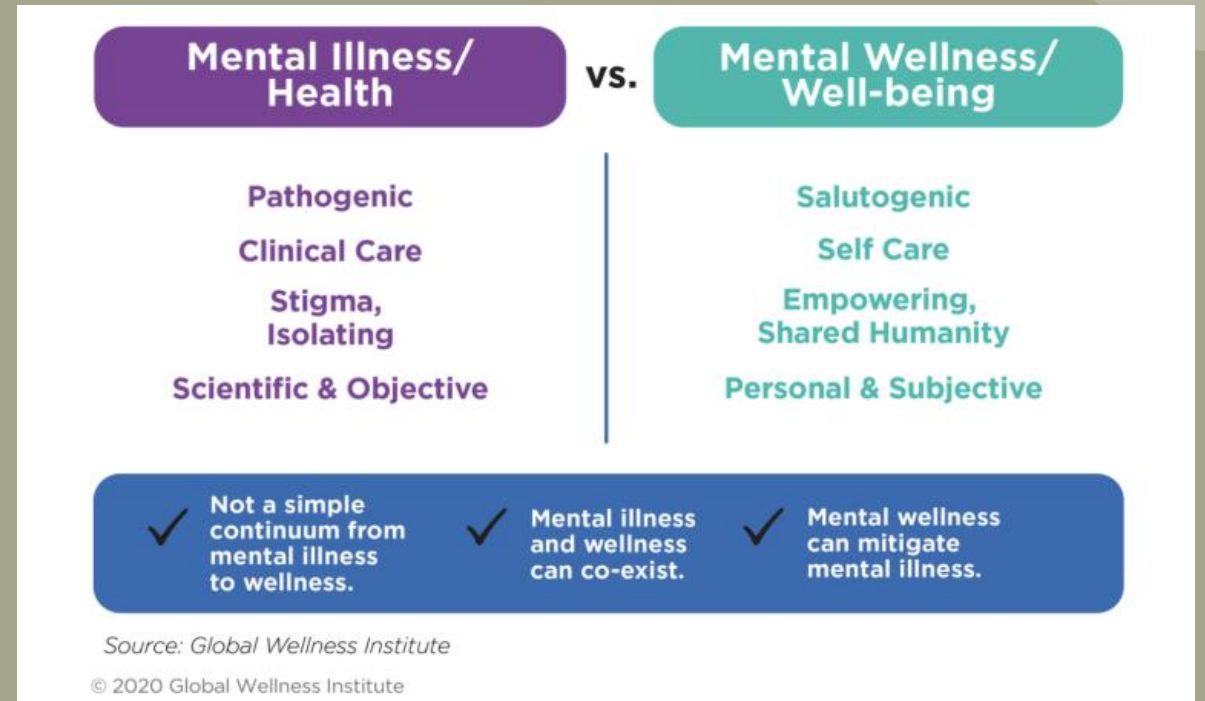 Mental Illness/
Health
vs.
Mental Wellness/
Well-being
Pathogenic
Clinical Care
Stigma,
Isolating
Scientific & Objective
Salutogenic
Self Care
Empowering,
Shared Humanity
Personal & Subjective
Not a simple
continuum from
mental illness
to wellness.
Mental illness
and wellness
can co-exist.
Mental wellness
can mitigate
mental illness.
Source: Global Wellness Institute
© 2020 Global Wellness Institute